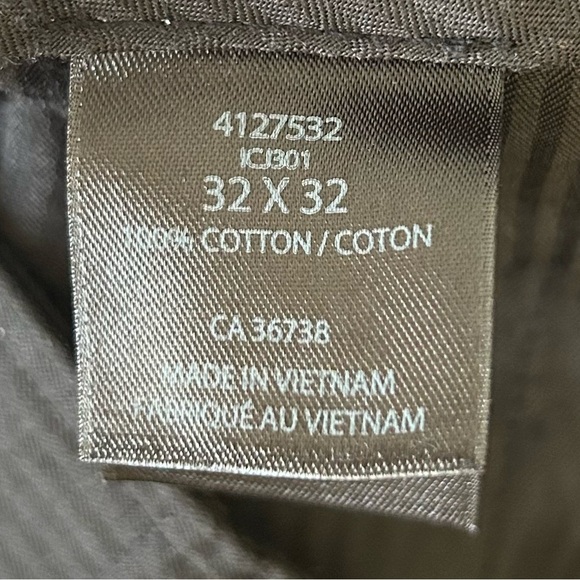 4127532
ICJ301
32 X 32
100% COTTON / COTON
CA 36738
MADE IN VIETNAM
FABRIQUÉ AU VIETNAM